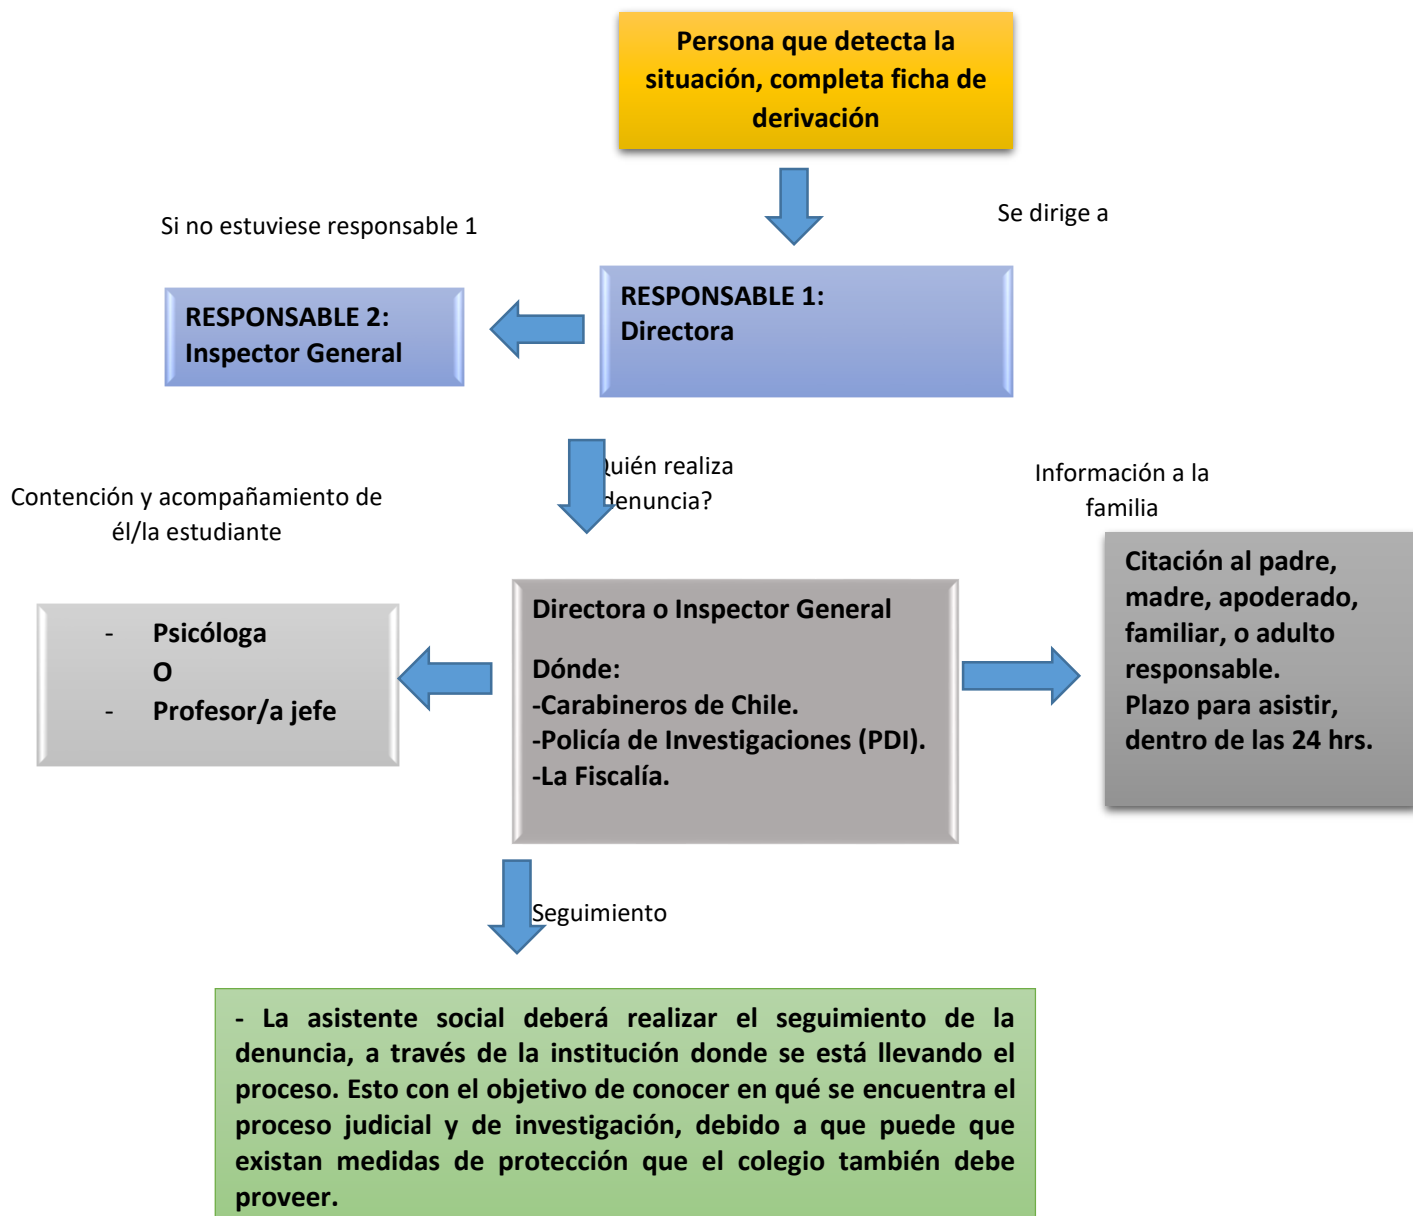 Persona que detecta la
situación, completa ficha de
derivación
Se dirige a
Si no estuviese responsable 1
RESPONSABLE 1:
Directora
RESPONSABLE 2:
Inspector General
uién realiza
denuncia?
Contención y acompañamiento de
él/la estudiante
Información a la
familia
- Psicóloga
O
- Profesor/a jefe
Directora o Inspector General
Dónde:
-Carabineros de Chile.
-Policía de Investigaciones (PDI).
-La Fiscalía.
Citación al padre,
madre, apoderado,
familiar, o adulto
responsable.
Plazo para asistir,
dentro de las 24 hrs.
Seguimiento
- La asistente social deberá realizar el seguimiento de la
denuncia, a través de la institución donde se está llevando el
proceso. Esto con el objetivo de conocer en qué se encuentra el
proceso judicial y de investigación, debido a que puede que
existan medidas de protección que el colegio también debe
proveer.